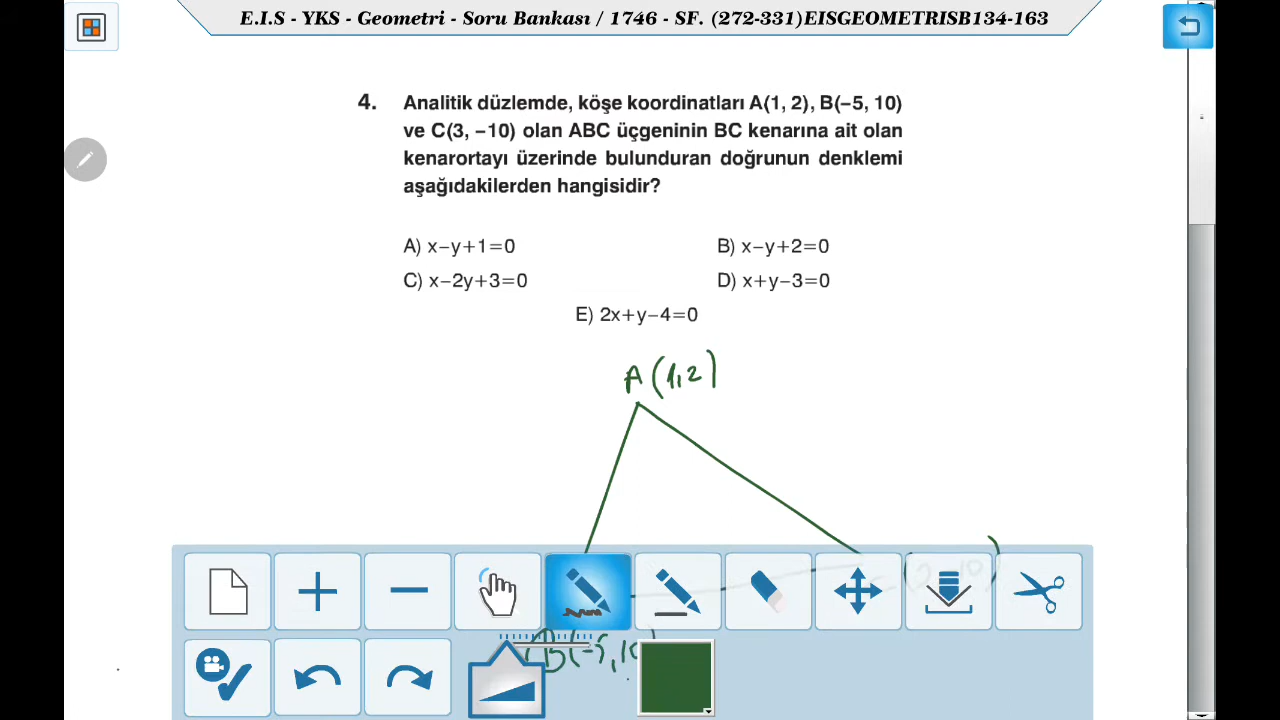 E.I.S - YKS - Geometri - Soru Bankası / 1746 - SF. (272-331)EISGEOMETRISB134-163
4. Analitik düzlemde, köşe koordinatları A(1, 2), B(−5, 10)
ve C(3, −10) olan ABC üçgeninin BC kenarına ait olan
kenarortayı üzerinde bulunduran doğrunun denklemi
aşağıdakilerden hangisidir?
A) x−y+1=0 B) x−y+2=0
C) x−2y+3=0 D) x+y−3=0
E) 2x+y−4=0
A (1,2)
B(-5,10